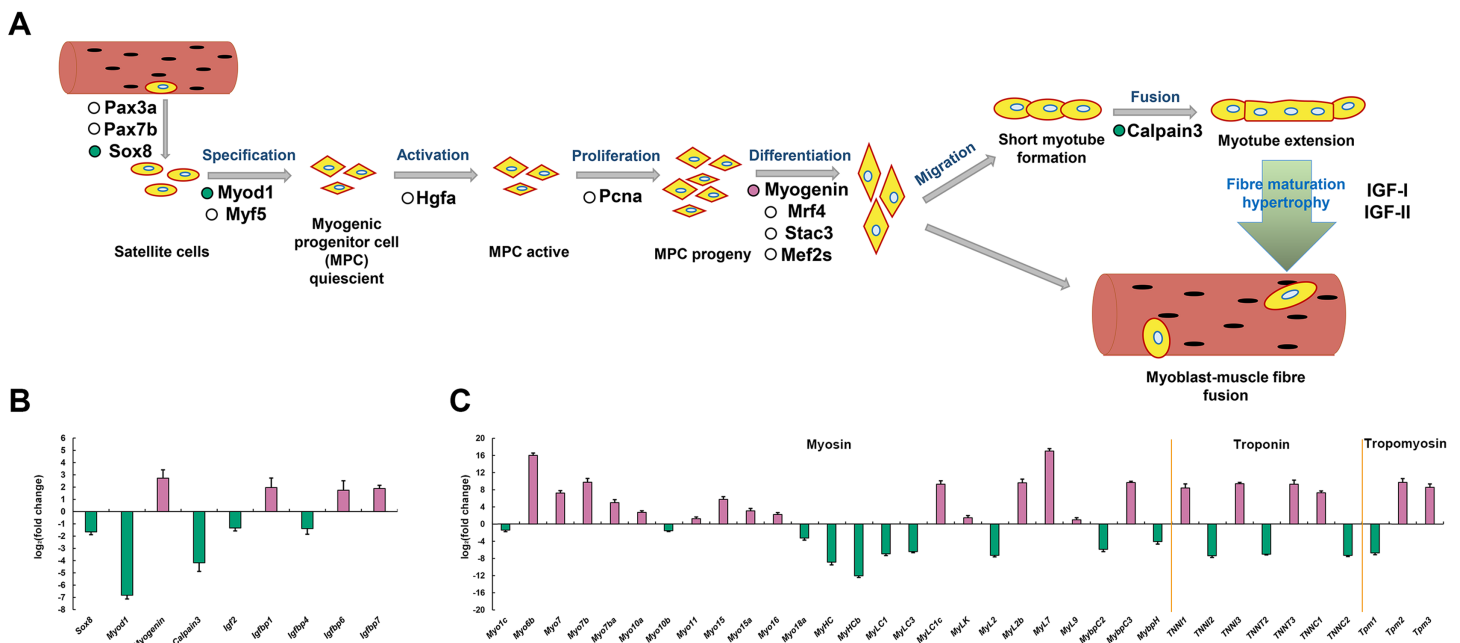 A
Pax3a
Pax7b
Sox8
Satellite cells
Specification
Myod1
Myf5
Myogenic
progenitor cell
(MPC)
quiescient
Activation
Hgfa
MPC active
Proliferation
Pcna
MPC progeny
Differentiation
Myogenin
Mrf4
Stac3
Mef2s
Migration
Short myotube
formation
Fusion
Calpain3
Myotube extension
Fibre maturation
hypertrophy
IGF-I
IGF-II
Myoblast-muscle fibre
fusion
B
log₂(fold change)
6
5
4
3
2
1
0
-1
-2
-3
-4
-5
-6
-7
-8
Sox8
Myod1
Myogenin
Calpain3
Igf2
Igfbp1
Igfbp4
Igfbp6
Igfbp7
C
log₂(fold change)
20
16
12
8
4
0
-4
-8
-12
-16
-20
Myosin
Troponin
Tropomyosin
Myo1c
Myo6b
Myo7
Myo7b
Myo7ba
Myo10a
Myo10b
Myo11
Myo15
Myo15a
Myo16
Myo18a
MyHC
MyHCb
MyLC1
MyLC3
MyLC1c
MyLK
MyL2
MyL2b
MyL7
MyL9
MybpC2
MybpC3
MybpH
TNNI1
TNNI2
TNNI3
TNNT2
TNNT3
TNNC1
TNNC2
Tpm1
Tpm2
Tpm3